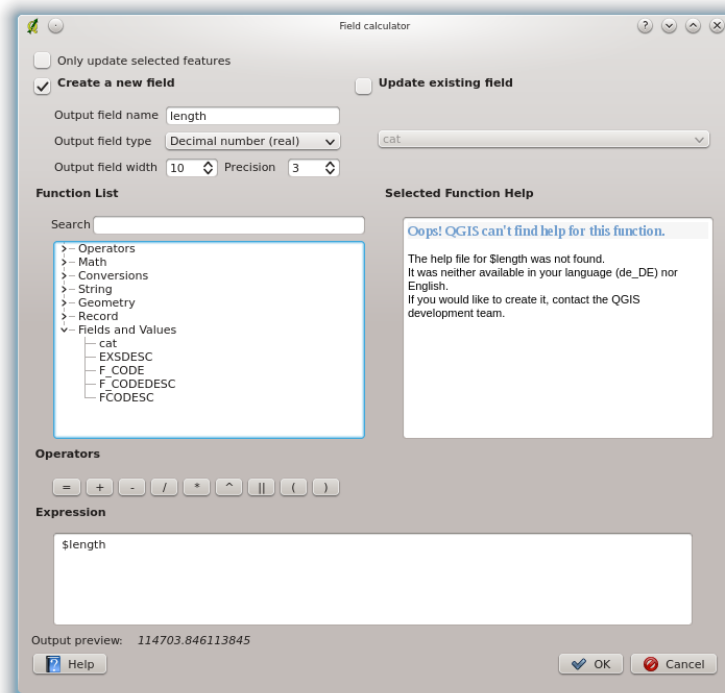 Field calculator
Only update selected features
Create a new field
Update existing field
Output field name length
Output field type Decimal number (real)
cat
Output field width 10 Precision 3
Function List
Selected Function Help
Search
Operators
Math
Conversions
String
Geometry
Record
Fields and Values
cat
EXSDESC
F_CODE
F_CODEDESC
FCODESC
Oops! QGIS can't find help for this function.
The help file for $length was not found.
It was neither available in your language (de_DE) nor
English.
If you would like to create it, contact the QGIS
development team.
Operators
= + - / * ^ || ( )
Expression
$length
Output preview: 114703.846113845
Help
OK
Cancel